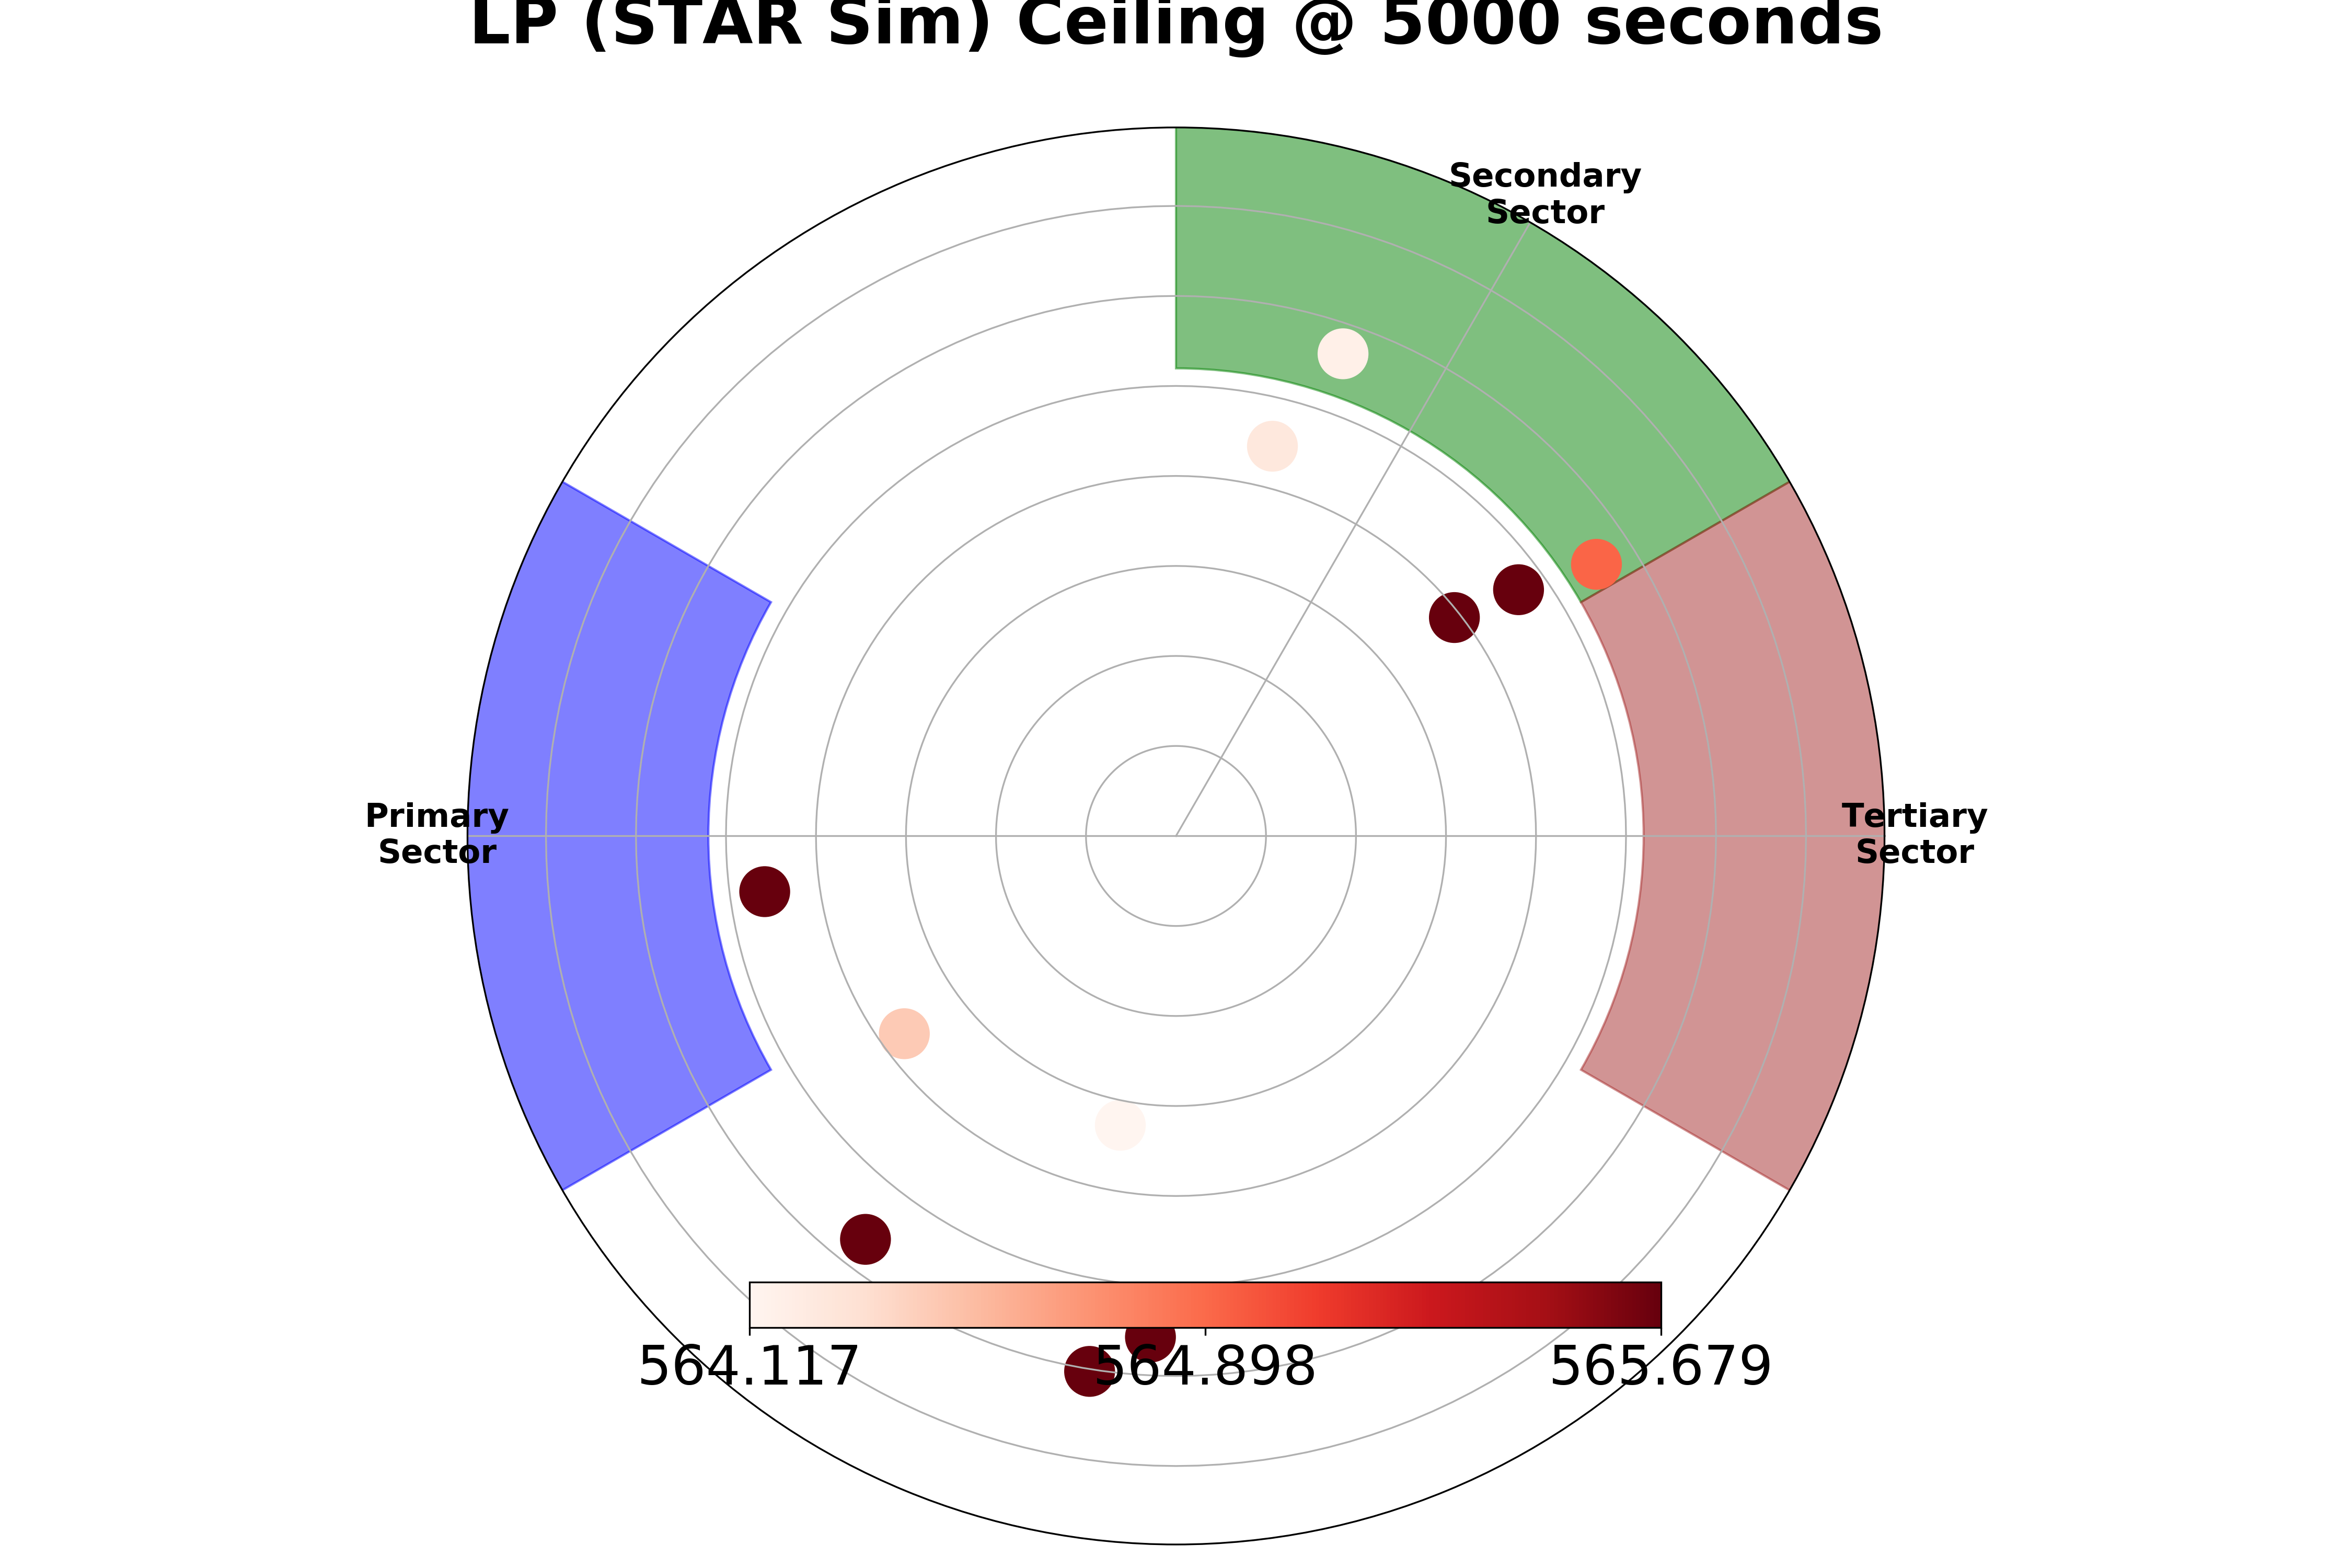 LP (STAR Sim) Ceiling @ 5000 seconds
Secondary
Sector
Primary
Sector
Tertiary
Sector
564.117
564.898
565.679